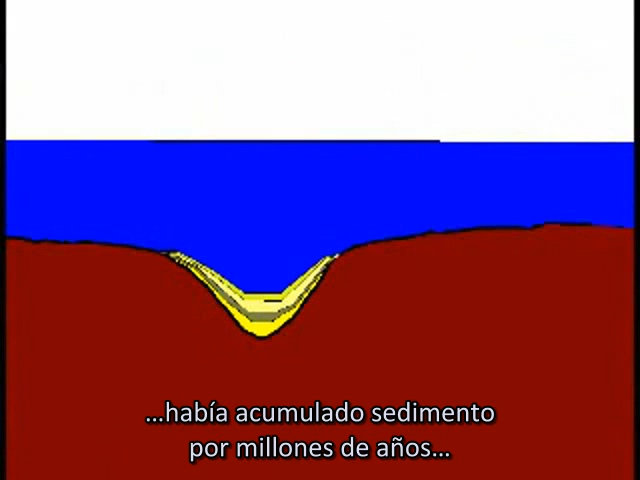 ...había acumulado sedimento
por millones de años...